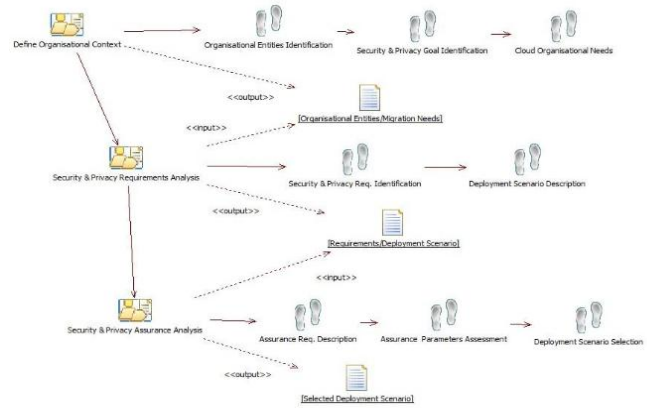 Define Organisational Context
Organisational Entities Identification
Security & Privacy Goal Identification
Cloud Organisational Needs
<<output>>
[Organisational Entities/Migration Needs]
<<input>>
Security & Privacy Requirements Analysis
Security & Privacy Req. Identification
Deployment Scenario Description
<<output>>
[Requirements/Deployment Scenario]
<<input>>
Security & Privacy Assurance Analysis
Assurance Req. Description
Assurance Parameters Assessment
Deployment Scenario Selection
<<output>>
[Selected Deployment Scenario]